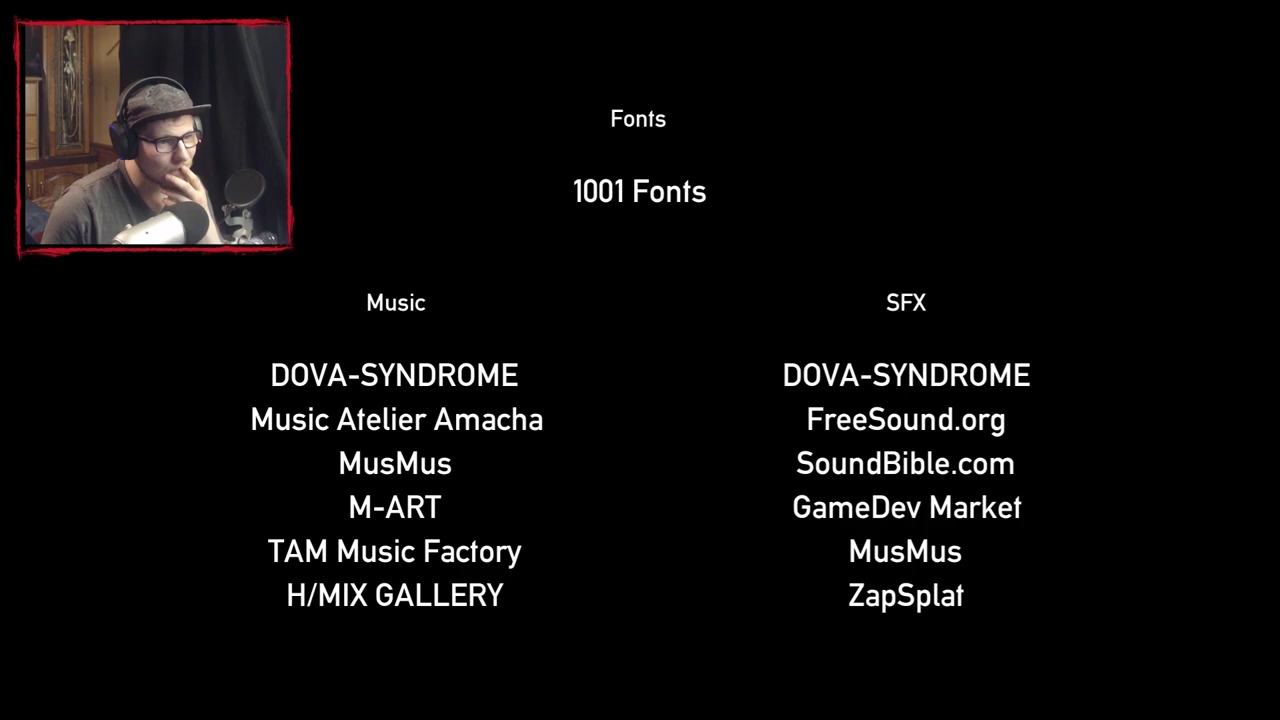 Fonts
1001 Fonts
Music
DOVA-SYNDROME
Music Atelier Amacha
MusMus
M-ART
TAM Music Factory
H/MIX GALLERY
SFX
DOVA-SYNDROME
FreeSound.org
SoundBible.com
GameDev Market
MusMus
ZapSplat